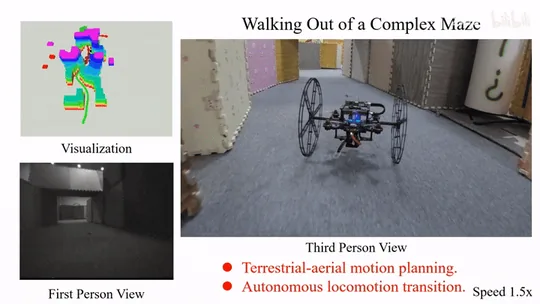 Walking Out of a Complex Maze
Visualization
First Person View
Third Person View
Terrestrial-aerial motion planning.
Autonomous locomotion transition.
Speed 1.5x